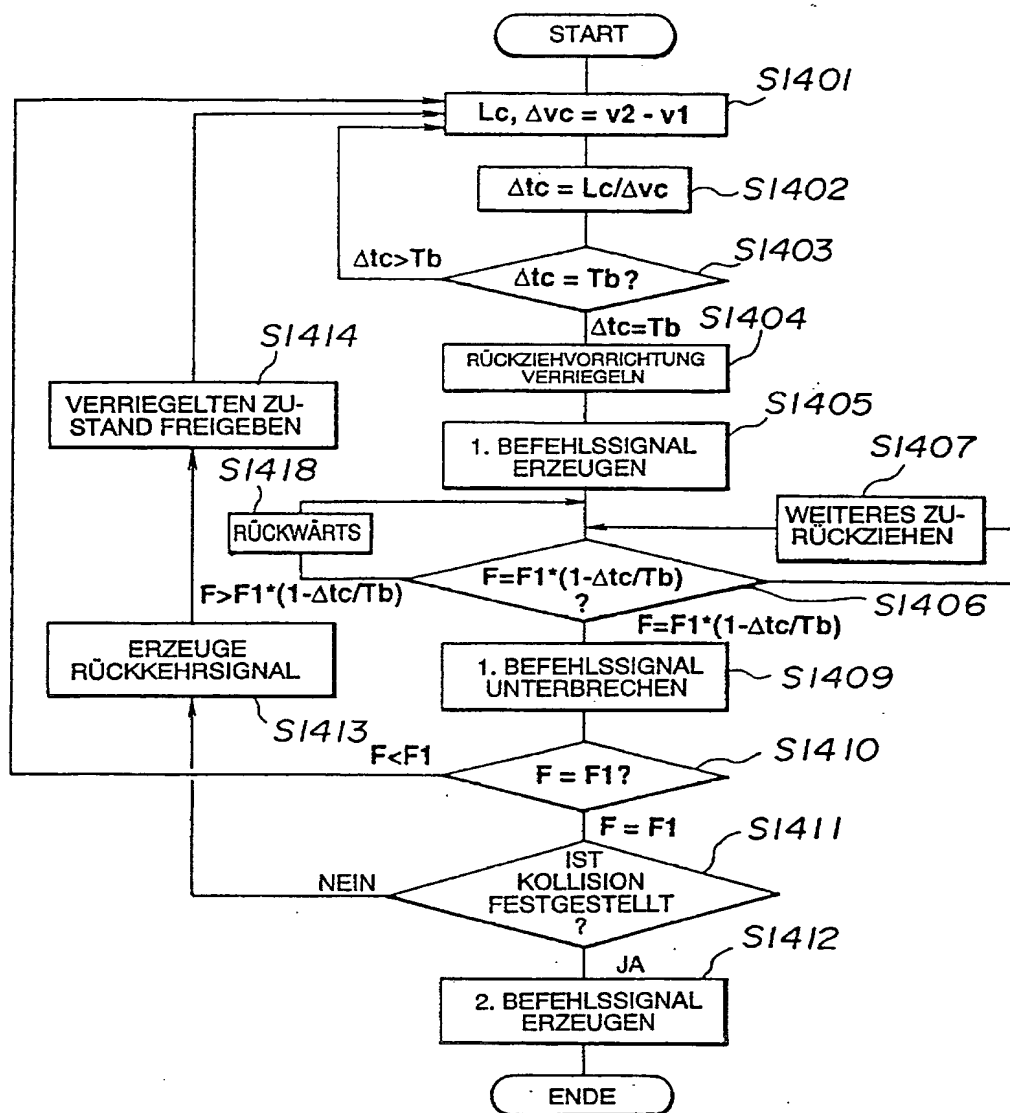 START
S1401
Lc, Δvc = v2 - v1
Δtc = Lc/Δvc
S1402
S1403
Δtc>Tb
Δtc = Tb?
Δtc=Tb
S1404
RÜCKZIEHVORRICHTUNG
VERRIEGELN
S1414
VERRIEGELTEN ZU-
STAND FREIGEBEN
S1405
1. BEFEHLSSIGNAL
ERZEUGEN
S1407
S1418
WEITERES ZU-
RÜCKZIEHEN
RÜCKWÄRTS
F=F1*(1-Δtc/Tb)
?
F>F1*(1-Δtc/Tb)
S1406
F=F1*(1-Δtc/Tb)
ERZEUGE
RÜCKKEHRSIGNAL
1. BEFEHLSSIGNAL
UNTERBRECHEN
S1409
S1413
S1410
F<F1
F = F1?
F = F1
S1411
IST
KOLLISION
FESTGESTELLT
?
NEIN
S1412
JA
2. BEFEHLSSIGNAL
ERZEUGEN
ENDE